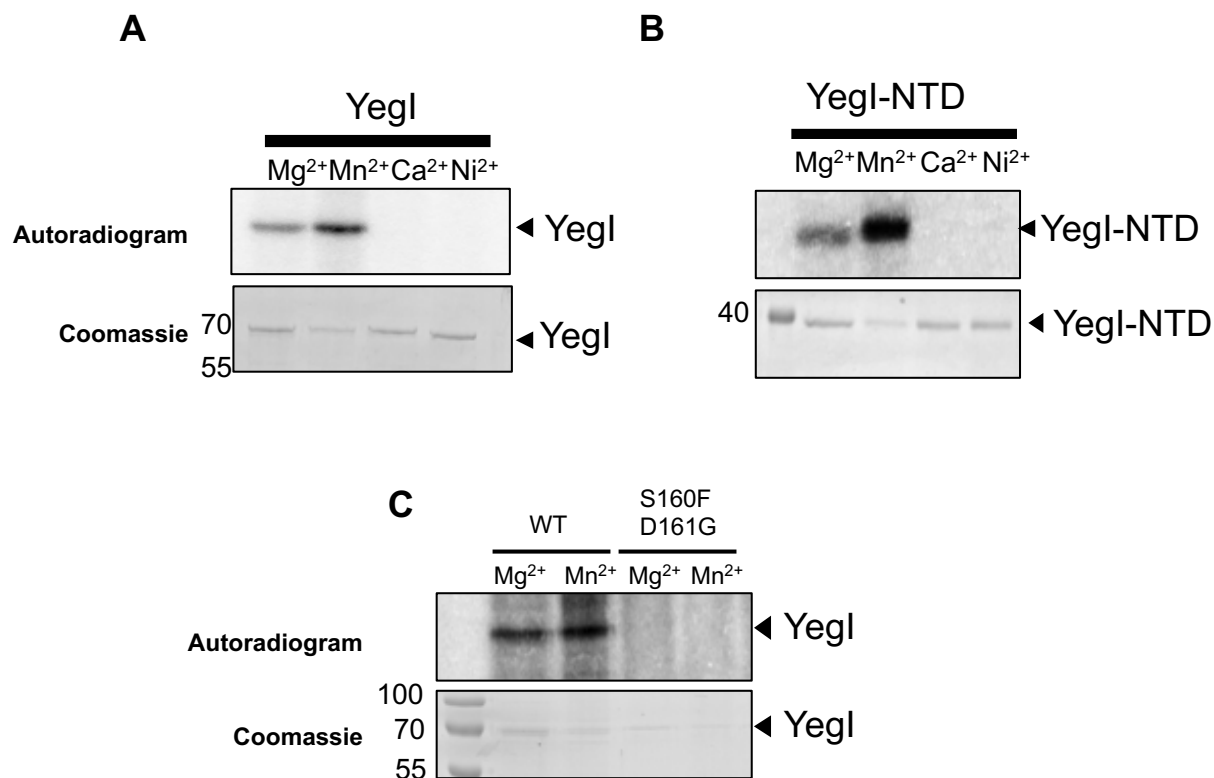 A
YegI
Mg²⁺ Mn²⁺ Ca²⁺ Ni²⁺
Autoradiogram
YegI
Coomassie
70
55
YegI
B
YegI-NTD
Mg²⁺ Mn²⁺ Ca²⁺ Ni²⁺
YegI-NTD
40
YegI-NTD
C
WT
S160F
D161G
Mg²⁺ Mn²⁺ Mg²⁺ Mn²⁺
Autoradiogram
YegI
Coomassie
100
70
55
YegI